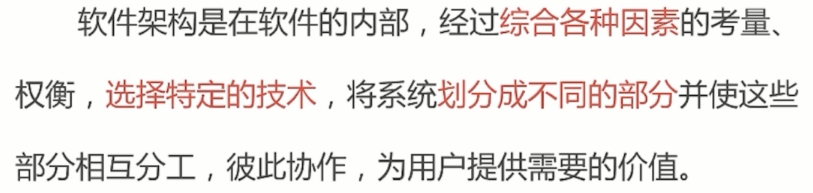 软件架构是在软件的内部，经过综合各种因素的考量、
权衡，选择特定的技术，将系统划分成不同的部分并使这些
部分相互分工，彼此协作，为用户提供需要的价值。